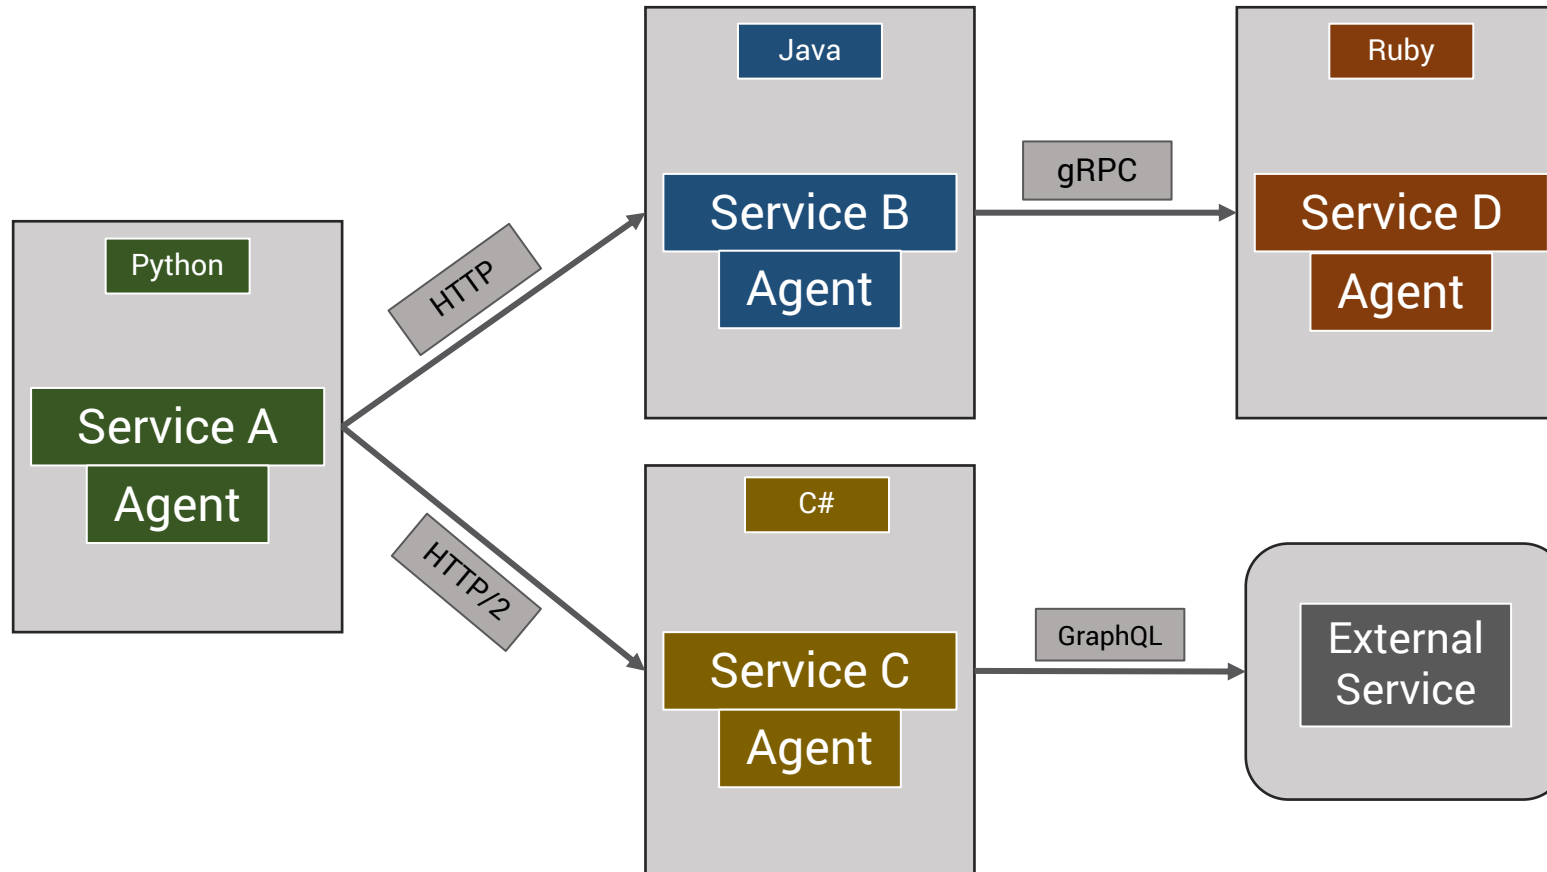 Python
Service A
Agent
HTTP
HTTP/2
Java
Service B
Agent
gRPC
Ruby
Service D
Agent
C#
Service C
Agent
GraphQL
External
Service